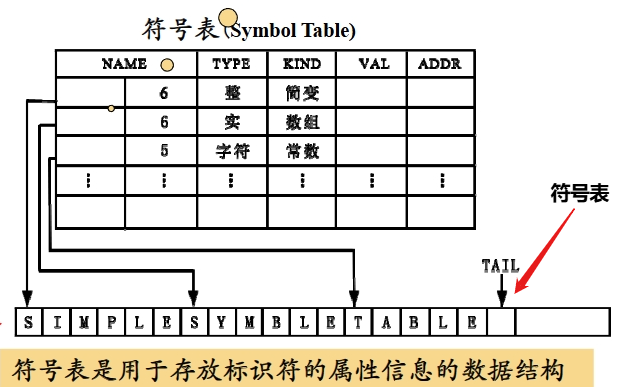 符号表(Symbol Table)
NAME TYPE KIND VAL ADDR
6 整 简变
6 实 数组
5 字符 常数
⋮ ⋮ ⋮ ⋮ ⋮
符号表
TAIL
S I M P L E S Y M B L E T A B L E
符号表是用于存放标识符的属性信息的数据结构